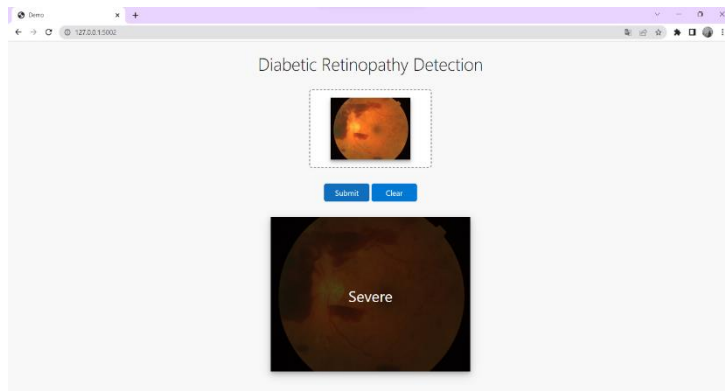 Demo
127.0.0.1:5002
Diabetic Retinopathy Detection
Submit Clear
Severe